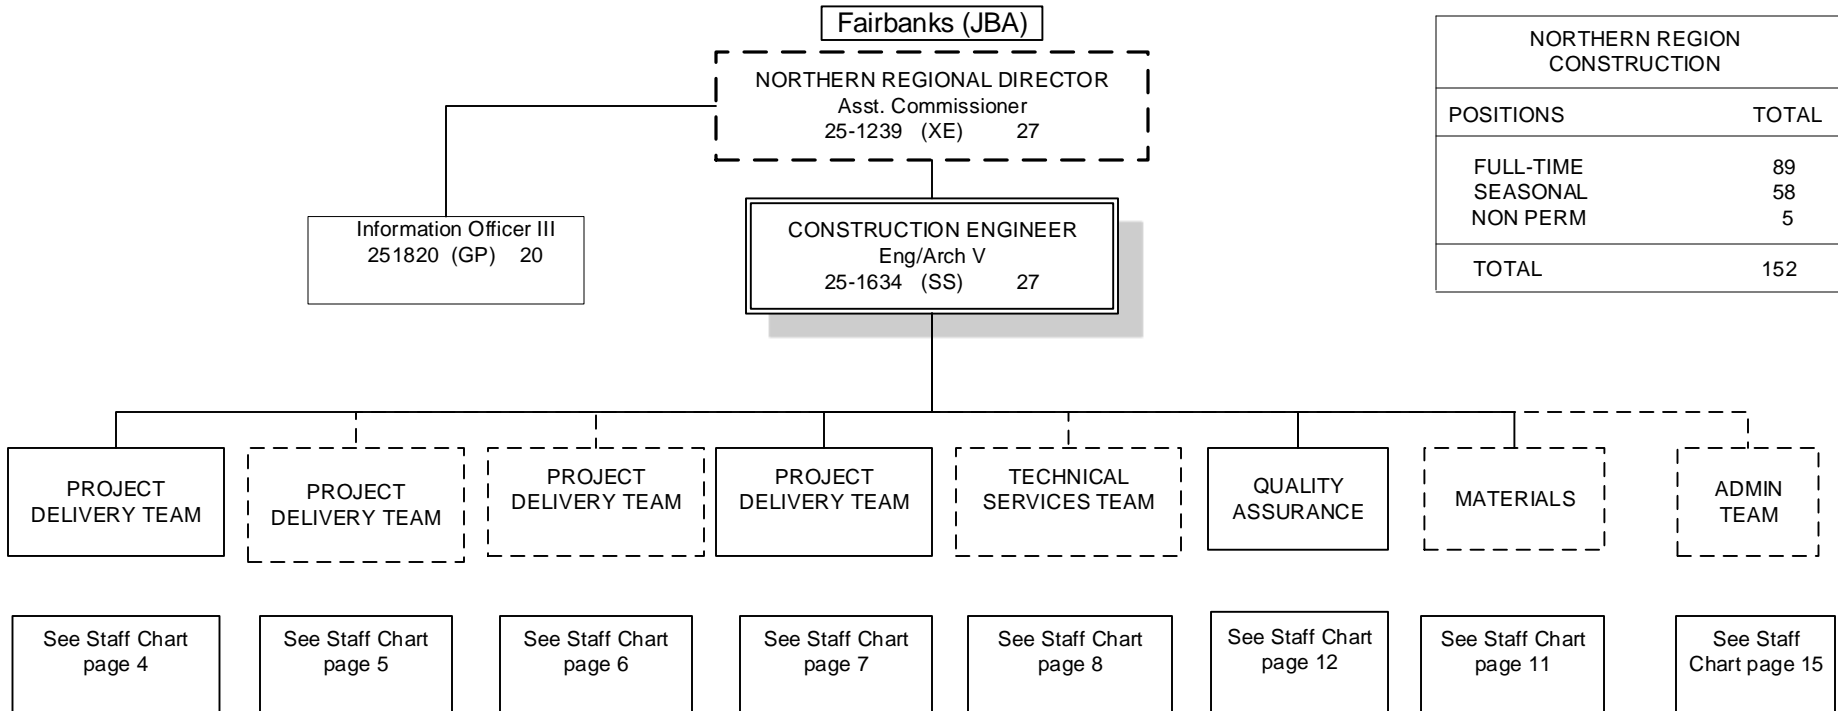 Fairbanks (JBA)
NORTHERN REGIONAL DIRECTOR
Asst. Commissioner
25-1239 (XE) 27
NORTHERN REGION
CONSTRUCTION
POSITIONS TOTAL
FULL-TIME 89
SEASONAL 58
NON PERM 5
TOTAL 152
Information Officer III
251820 (GP) 20
CONSTRUCTION ENGINEER
Eng/Arch V
25-1634 (SS) 27
PROJECT
DELIVERY TEAM
PROJECT
DELIVERY TEAM
PROJECT
DELIVERY TEAM
PROJECT
DELIVERY TEAM
TECHNICAL
SERVICES TEAM
QUALITY
ASSURANCE
MATERIALS
ADMIN
TEAM
See Staff Chart
page 4
See Staff Chart
page 5
See Staff Chart
page 6
See Staff Chart
page 7
See Staff Chart
page 8
See Staff Chart
page 12
See Staff Chart
page 11
See Staff
Chart page 15